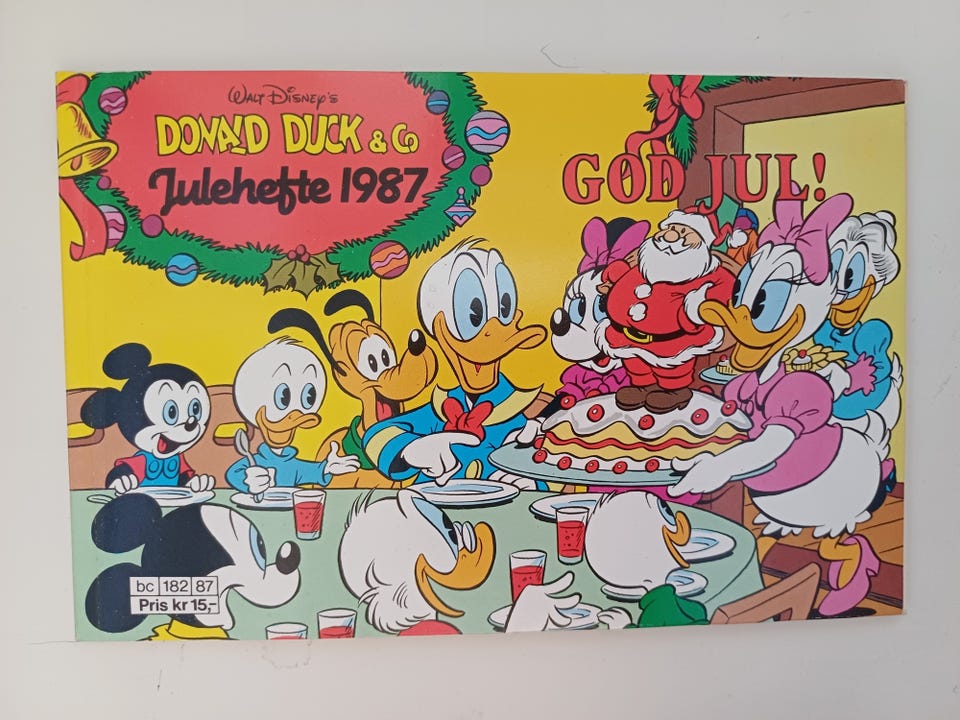 WALT DISNEY'S
DONALD DUCK & Co
Julehefte 1987
GOD JUL!
bc 182 87
Pris kr 15,-